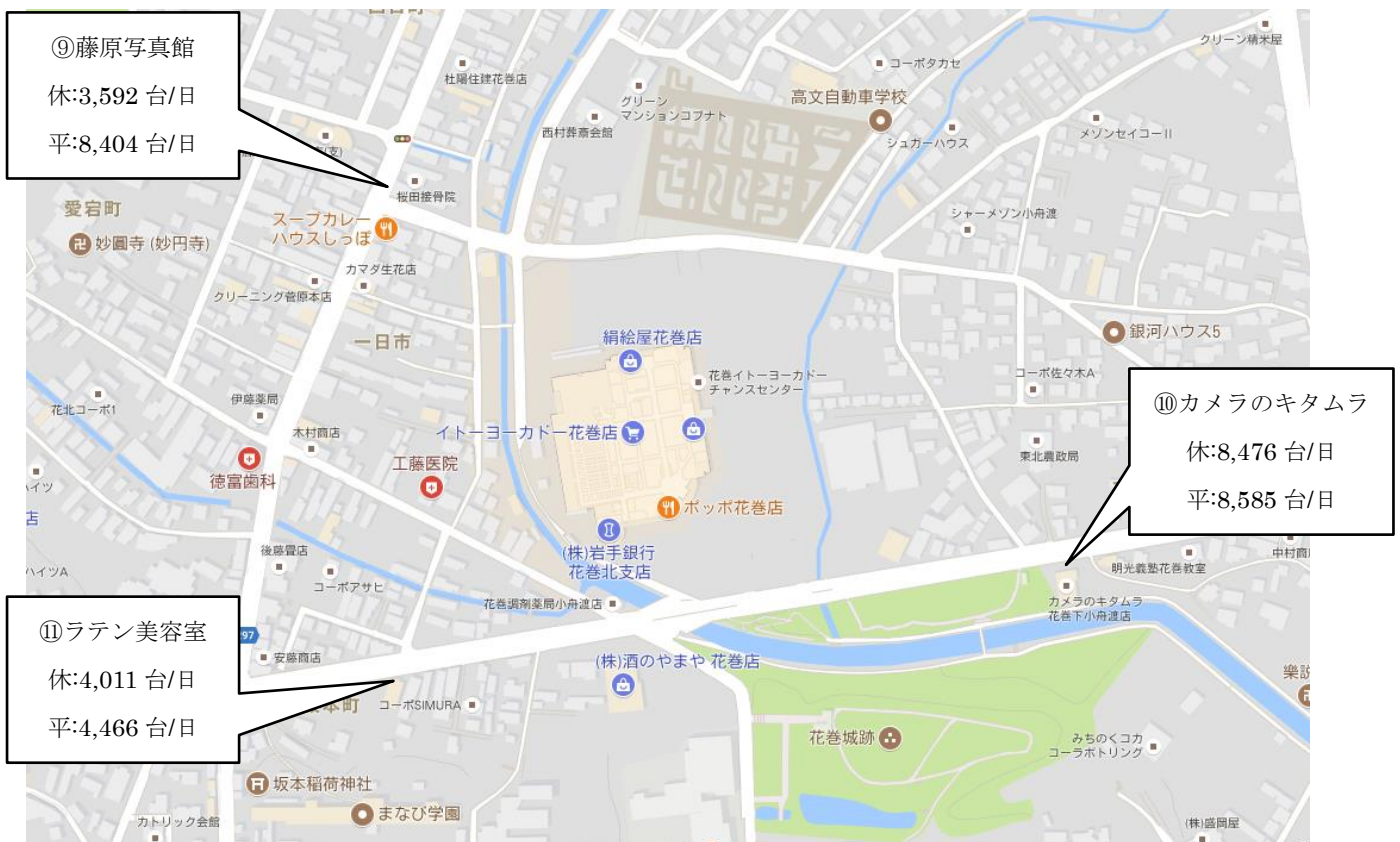 ⑨藤原写真館
休:3,592 台/日
平:8,404 台/日
クリーン精米屋
杜陽住建花巻店
コーポタカセ
グリーン
マンションコブナト
高文自動車学校
西村葬斎会館
シュガーハウス
メゾンセイコーII
桜田接骨院
愛宕町
妙圓寺 (妙円寺)
スープカレー
ハウスしっぽ
シャーメゾン小舟渡
カマダ生花店
クリーニング菅原本店
一日市
絹絵屋花巻店
銀河ハウス5
花巻イトーヨーカドー
チャンスセンター
コーポ佐々木A
花北コーポ1
伊藤薬局
木村商店
イトーヨーカドー花巻店
⑩カメラのキタムラ
休:8,476 台/日
平:8,585 台/日
東北農政局
工藤医院
徳富歯科
ハイツ
店
ポッポ花巻店
(株)岩手銀行
花巻北支店
後藤畳店
ハイツA
コーポアサヒ
花巻調剤薬局小舟渡店
中村商
明光義塾花巻教室
カメラのキタムラ
花巻下小舟渡店
⑪ラテン美容室
休:4,011 台/日
平:4,466 台/日
97
安藤商店
(株)酒のやまや 花巻店
本町
コーポSIMURA
花巻城跡
みちのくコカ
コーラボトリング
坂本稲荷神社
まなび学園
カトリック会館
(株)盛岡屋